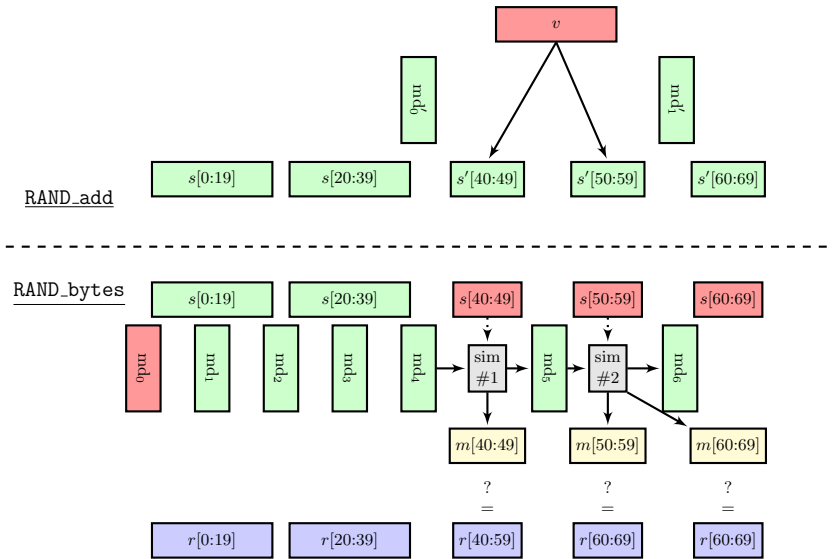 v
md′₀ md′₁
s[0:19] s[20:39] s′[40:49] s′[50:59] s′[60:69]
RAND_add
RAND_bytes
s[0:19] s[20:39] s[40:49] s[50:59] s[60:69]
md₀ md₁ md₂ md₃ md₄ sim #1 md₅ sim #2 md₆
m[40:49] m[50:59] m[60:69]
? ? ?
= = =
r[0:19] r[20:39] r[40:59] r[60:69] r[60:69]